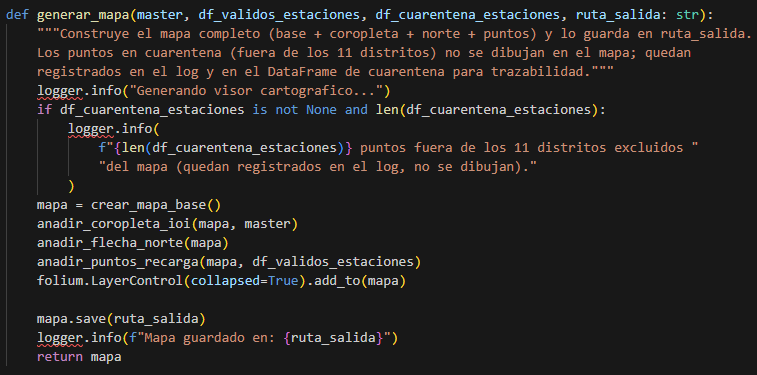 def generar_mapa(master, df_validos_estaciones, df_cuarentena_estaciones, ruta_salida: str):
    """Construye el mapa completo (base + coropleta + norte + puntos) y lo guarda en ruta_salida.
    Los puntos en cuarentena (fuera de los 11 distritos) no se dibujan en el mapa; quedan
    registrados en el log y en el DataFrame de cuarentena para trazabilidad."""
    logger.info("Generando visor cartografico...")
    if df_cuarentena_estaciones is not None and len(df_cuarentena_estaciones):
        logger.info(
            f"{len(df_cuarentena_estaciones)} puntos fuera de los 11 distritos excluidos "
            "del mapa (quedan registrados en el log, no se dibujan)."
        )
    mapa = crear_mapa_base()
    anadir_coropleta_ioi(mapa, master)
    anadir_flecha_norte(mapa)
    anadir_puntos_recarga(mapa, df_validos_estaciones)
    folium.LayerControl(collapsed=True).add_to(mapa)

    mapa.save(ruta_salida)
    logger.info(f"Mapa guardado en: {ruta_salida}")
    return mapa